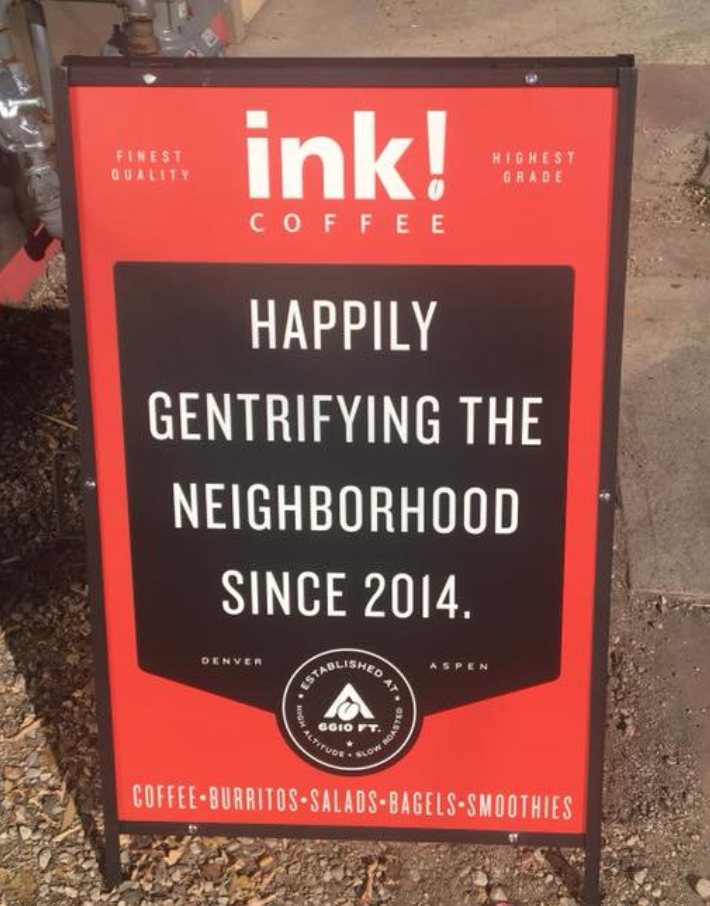 ink!
COFFEE
FINEST
QUALITY
HIGHEST
GRADE
HAPPILY
GENTRIFYING THE
NEIGHBORHOOD
SINCE 2014.
DENVER
ASPEN
ESTABLISHED AT
6610 FT.
HIGH ALTITUDE • SLOW ROASTED
COFFEE•BURRITOS•SALADS•BAGELS•SMOOTHIES